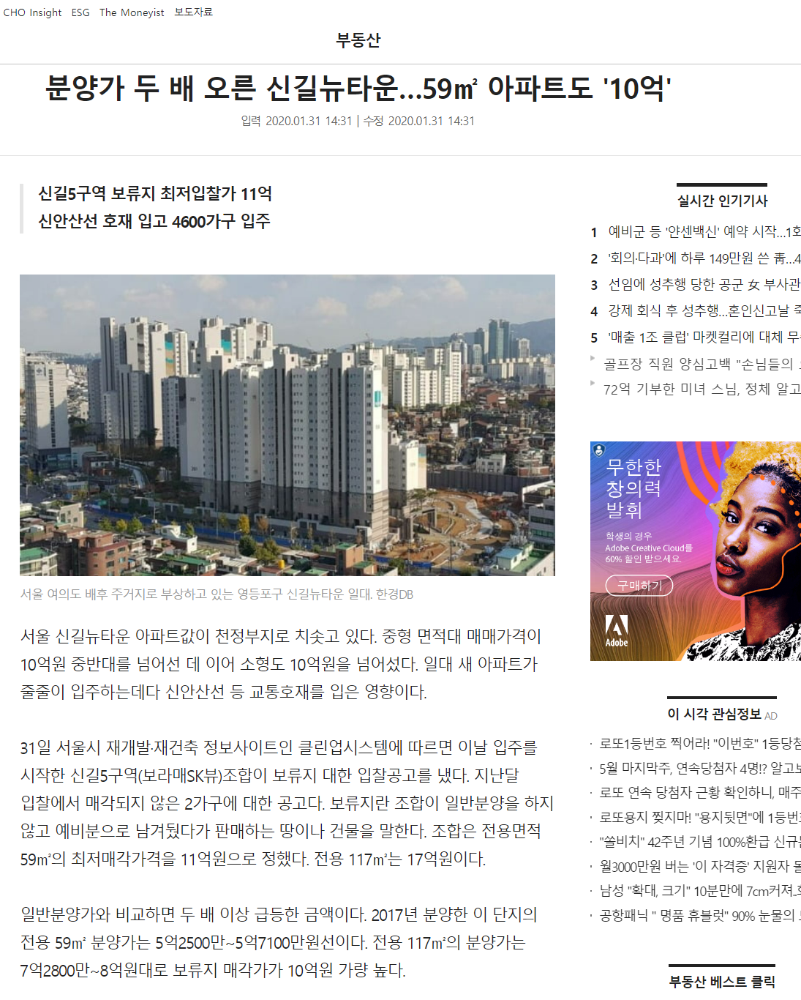 CHO Insight ESG The Moneyist 보도자료
부동산
분양가 두 배 오른 신길뉴타운...59㎡ 아파트도 '10억'
입력 2020.01.31 14:31 | 수정 2020.01.31 14:31
신길5구역 보류지 최저입찰가 11억
신안산선 호재 입고 4600가구 입주
서울 여의도 배후 주거지로 부상하고 있는 영등포구 신길뉴타운 일대. 한경DB
서울 신길뉴타운 아파트값이 천정부지로 치솟고 있다. 중형 면적대 매매가격이
10억원 중반대를 넘어선 데 이어 소형도 10억원을 넘어섰다. 일대 새 아파트가
줄줄이 입주하는데다 신안산선 등 교통호재를 입은 영향이다.
31일 서울시 재개발·재건축 정보사이트인 클린업시스템에 따르면 이날 입주를
시작한 신길5구역(보라매SK뷰)조합이 보류지 대한 입찰공고를 냈다. 지난달
입찰에서 매각되지 않은 2가구에 대한 공고다. 보류지란 조합이 일반분양을 하지
않고 예비분으로 남겨뒀다가 판매하는 땅이나 건물을 말한다. 조합은 전용면적
59㎡의 최저매각가격을 11억원으로 정했다. 전용 117㎡는 17억원이다.
일반분양가와 비교하면 두 배 이상 급등한 금액이다. 2017년 분양한 이 단지의
전용 59㎡ 분양가는 5억2500만~5억7100만원선이다. 전용 117㎡의 분양가는
7억2800만~8억원대로 보류지 매각가가 10억원 가량 높다.
실시간 인기기사
1 예비군 등 '얀센백신' 예약 시작...1회
2 '회의·다과'에 하루 149만원 쓴 靑...4
3 선임에 성추행 당한 공군 女 부사관
4 강제 회식 후 성추행...혼인신고날
5 '매출 1조 클럽' 마켓컬리에 대체
골프장 직원 양심고백 "손님들의
72억 기부한 미녀 스님, 정체 알고
무한한
창의력
발휘
학생의 경우
Adobe Creative Cloud를
60% 할인 받으세요.
구매하기
Adobe
이 시각 관심정보 AD
· 로또1등번호 찍어라! "이번호" 1등당첨
· 5월 마지막주, 연속당첨자 4명!? 알고보
· 로또 연속 당첨자 근황 확인하니, 매주
· 로또용지 찢지마! "용지뒷면"에 1등번호
· "쏠비치" 42주년 기념 100%환급 신규
· 월3000만원 버는 '이 자격증' 지원자
· 남성 "확대, 크기" 10분만에 7cm커져..
· 공항패닉 " 명품 휴블럿" 90% 눈물의
부동산 베스트 클릭